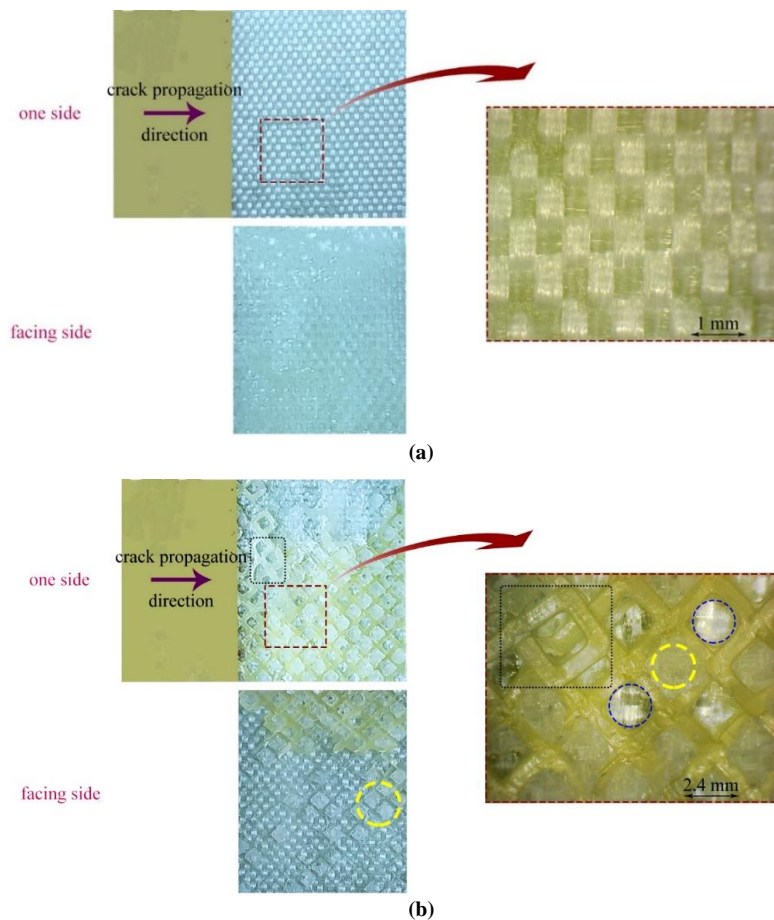 one side
crack propagation
direction
1 mm
facing side
(a)
one side
crack propagation
direction
2.4 mm
facing side
(b)